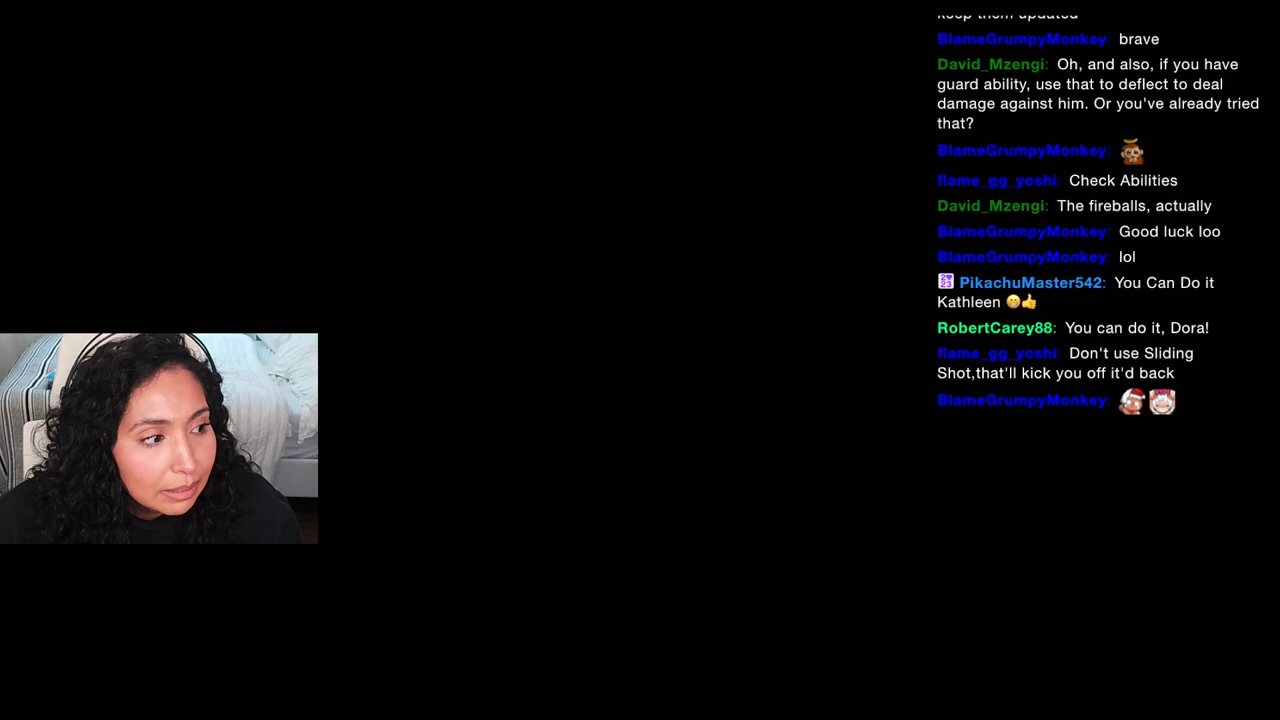 keep them updated
BlameGrumpyMonkey: brave
David_Mzengi: Oh, and also, if you have
guard ability, use that to deflect to deal
damage against him. Or you've already tried
that?
BlameGrumpyMonkey:
flame_gg_yoshi: Check Abilities
David_Mzengi: The fireballs, actually
BlameGrumpyMonkey: Good luck loo
BlameGrumpyMonkey: lol
PikachuMaster542: You Can Do it
Kathleen 😁👍
RobertCarey88: You can do it, Dora!
flame_gg_yoshi: Don't use Sliding
Shot,that'll kick you off it'd back
BlameGrumpyMonkey: